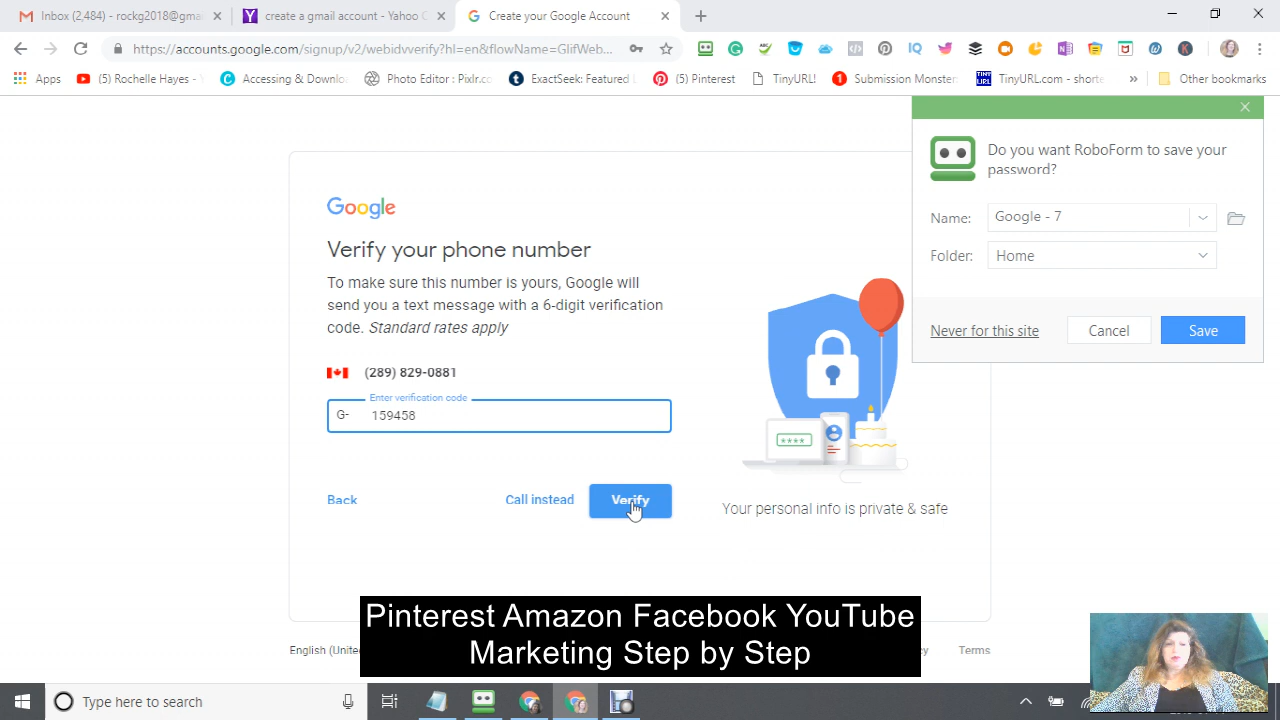 Inbox (2,484) - rockg2018@gma
create a gmail account - Yahoo C
Create your Google Account
https://accounts.google.com/signup/v2/webidvverify?hl=en&flowName=GlifWeb...
Apps
(5) Rochelle Hayes -
Accessing & Downlo
Photo Editor : Pixlr.co
ExactSeek: Featured
(5) Pinterest
TinyURL!
Submission Monster
TinyURL.com - shorte
»
Other bookmarks
Do you want RoboForm to save your
password?
Name: Google - 7
Folder: Home
Never for this site
Cancel
Save
Google
Verify your phone number
To make sure this number is yours, Google will
send you a text message with a 6-digit verification
code. Standard rates apply
(289) 829-0881
Enter verification code
G- 159458
Back
Call instead
Verify
****
Your personal info is private & safe
Pinterest Amazon Facebook YouTube
Marketing Step by Step
English (Unite
Terms
Type here to search